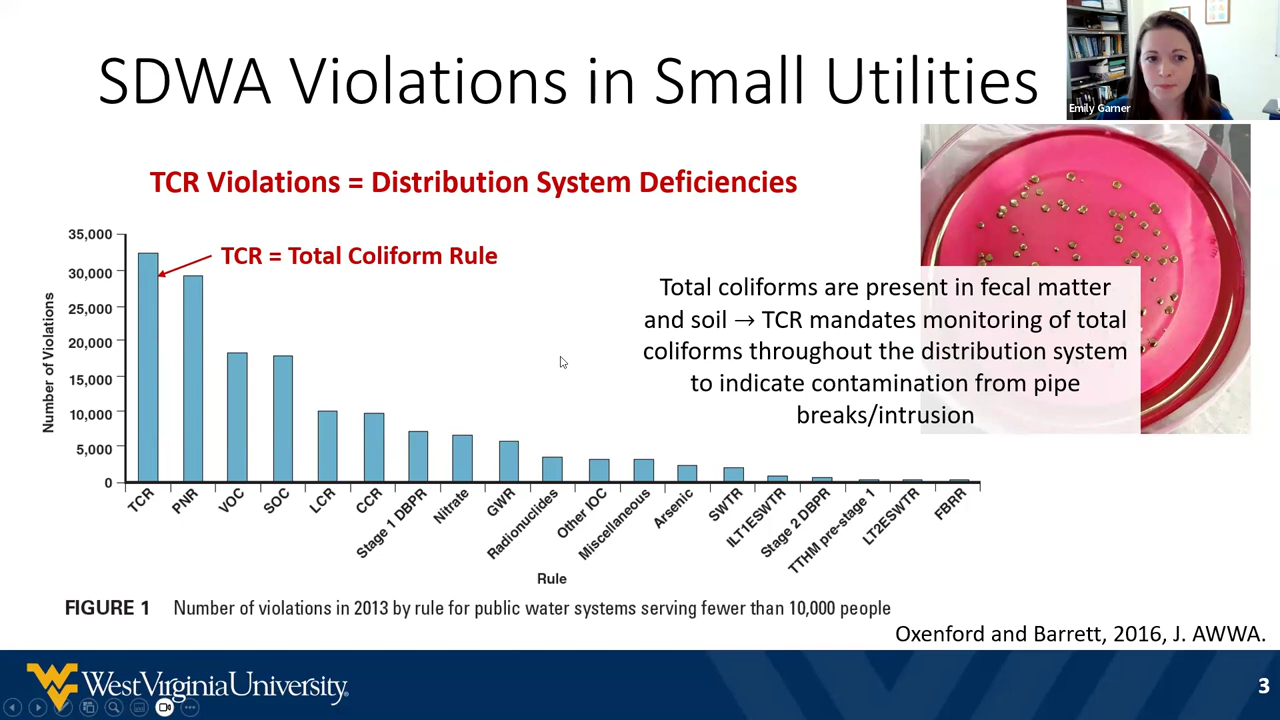 SDWA Violations in Small Utilities
Emily Garner
TCR Violations = Distribution System Deficiencies
TCR = Total Coliform Rule
Total coliforms are present in fecal matter
and soil → TCR mandates monitoring of total
coliforms throughout the distribution system
to indicate contamination from pipe
breaks/intrusion
Number of Violations
35,000
30,000
25,000
20,000
15,000
10,000
5,000
0
TCR
PNR
VOC
SOC
LCR
CCR
Stage 1 DBPR
Nitrate
GWR
Radionuclides
Other IOC
Miscellaneous
Arsenic
SWTR
ILT1ESWTR
Stage 2 DBPR
TTHM pre-stage 1
LT2ESWTR
FBRR
Rule
FIGURE 1 Number of violations in 2013 by rule for public water systems serving fewer than 10,000 people
Oxenford and Barrett, 2016, J. AWWA.
West Virginia University.
3